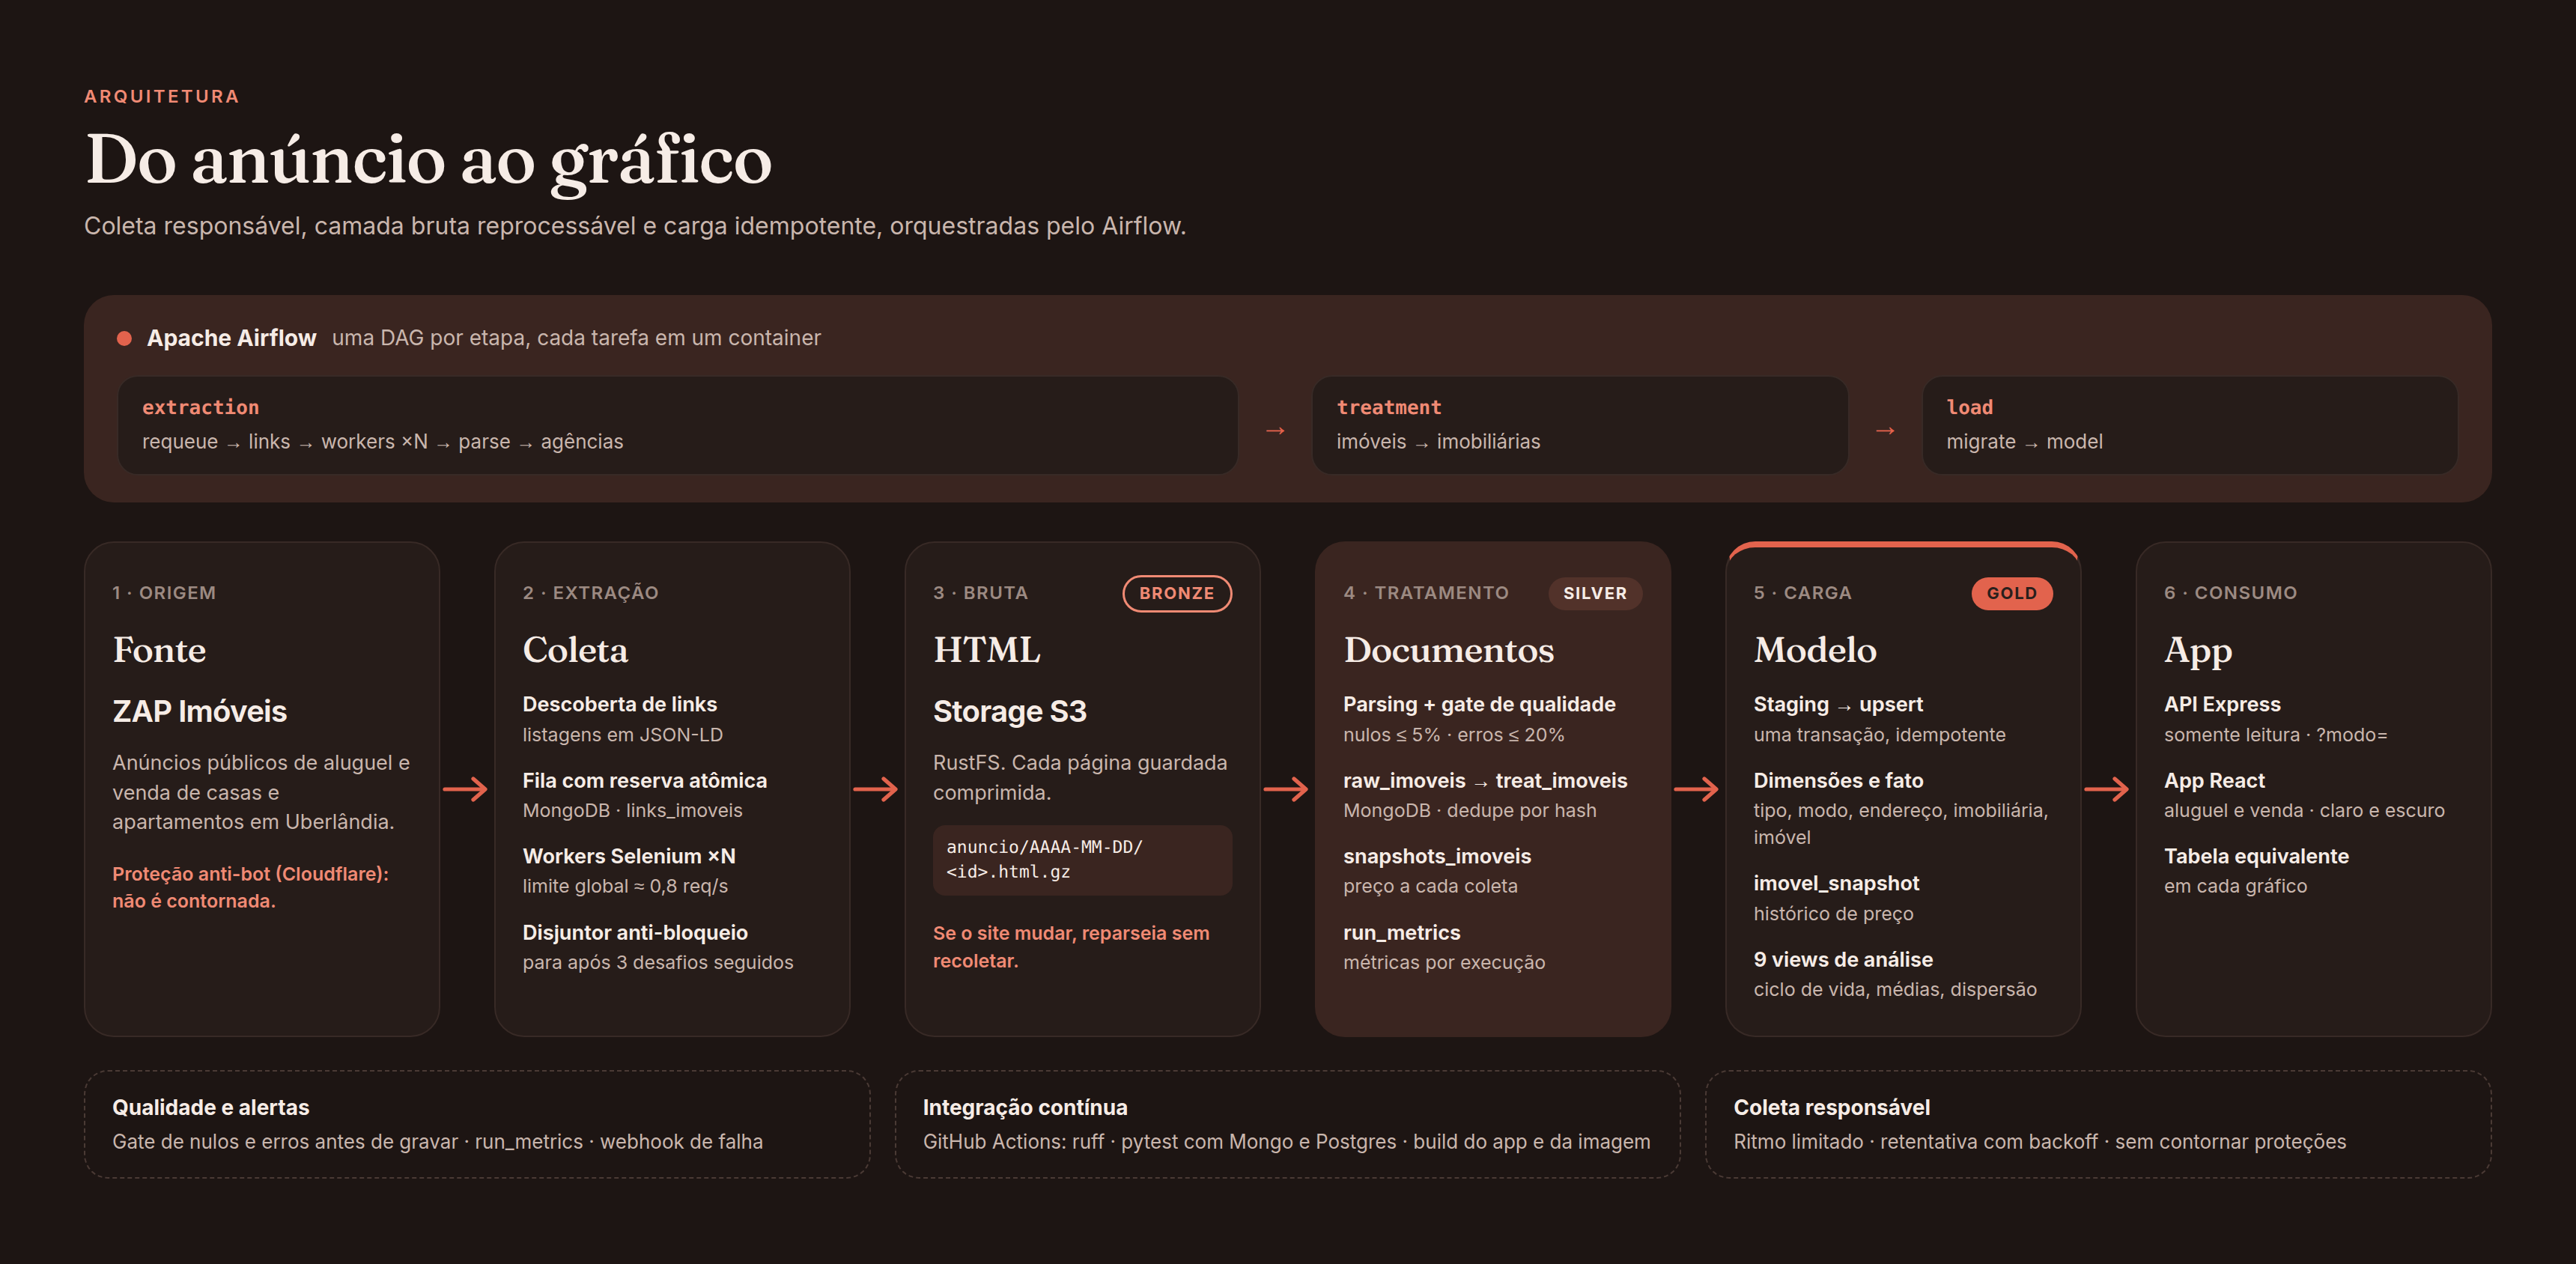 ARQUITETURA
Do anúncio ao gráfico
Coleta responsável, camada bruta reprocessável e carga idempotente, orquestradas pelo Airflow.
Apache Airflow uma DAG por etapa, cada tarefa em um container
extraction
requeue → links → workers ×N → parse → agências
→
treatment
imóveis → imobiliárias
→
load
migrate → model
1 · ORIGEM
Fonte
ZAP Imóveis
Anúncios públicos de aluguel e
venda de casas e
apartamentos em Uberlândia.
Proteção anti-bot (Cloudflare):
não é contornada.
2 · EXTRAÇÃO
Coleta
Descoberta de links
listagens em JSON-LD
Fila com reserva atômica
MongoDB · links_imoveis
Workers Selenium ×N
limite global ≈ 0,8 req/s
Disjuntor anti-bloqueio
para após 3 desafios seguidos
3 · BRUTA BRONZE
HTML
Storage S3
RustFS. Cada página guardada
comprimida.
anuncio/AAAA-MM-DD/
<id>.html.gz
Se o site mudar, reparseia sem
recoletar.
4 · TRATAMENTO SILVER
Documentos
Parsing + gate de qualidade
nulos ≤ 5% · erros ≤ 20%
raw_imoveis → treat_imoveis
MongoDB · dedupe por hash
snapshots_imoveis
preço a cada coleta
run_metrics
métricas por execução
5 · CARGA GOLD
Modelo
Staging → upsert
uma transação, idempotente
Dimensões e fato
tipo, modo, endereço, imobiliária,
imóvel
imovel_snapshot
histórico de preço
9 views de análise
ciclo de vida, médias, dispersão
6 · CONSUMO
App
API Express
somente leitura · ?modo=
App React
aluguel e venda · claro e escuro
Tabela equivalente
em cada gráfico
Qualidade e alertas
Gate de nulos e erros antes de gravar · run_metrics · webhook de falha
Integração contínua
GitHub Actions: ruff · pytest com Mongo e Postgres · build do app e da imagem
Coleta responsável
Ritmo limitado · retentativa com backoff · sem contornar proteções